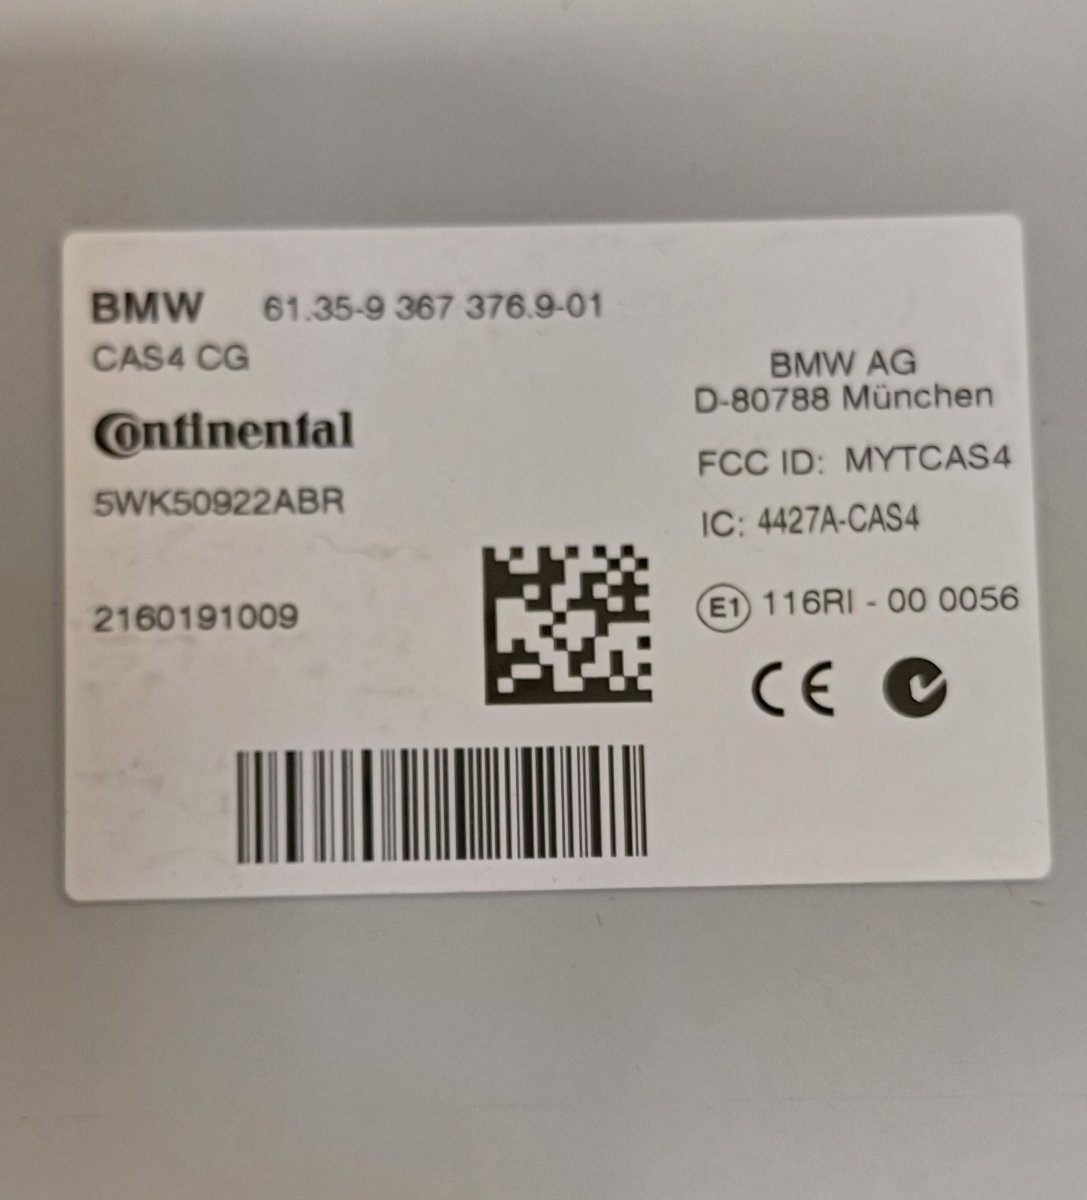 BMW 61.35-9 367 376.9-01
CAS4 CG
Continental
5WK50922ABR
2160191009
BMW AG
D-80788 München
FCC ID: MYTCAS4
IC: 4427A-CAS4
E1 116RI - 00 0056
CE